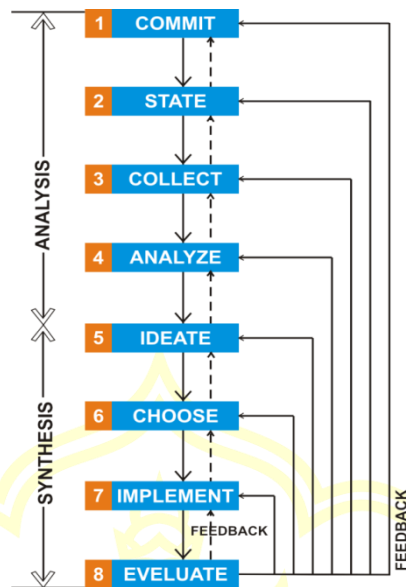 1 COMMIT
2 STATE
3 COLLECT
4 ANALYZE
5 IDEATE
6 CHOOSE
7 IMPLEMENT
8 EVELUATE
ANALYSIS
SYNTHESIS
FEEDBACK
FEEDBACK